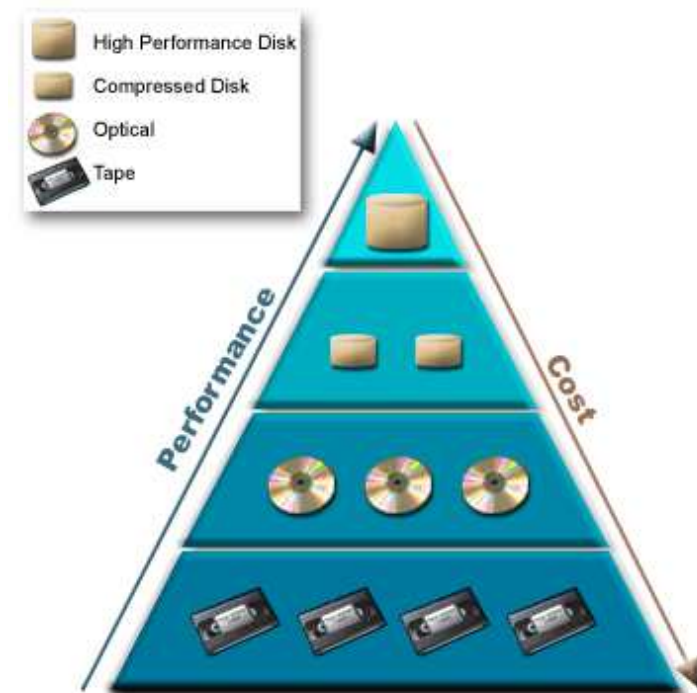 High Performance Disk
Compressed Disk
Optical
Tape
Performance
Cost